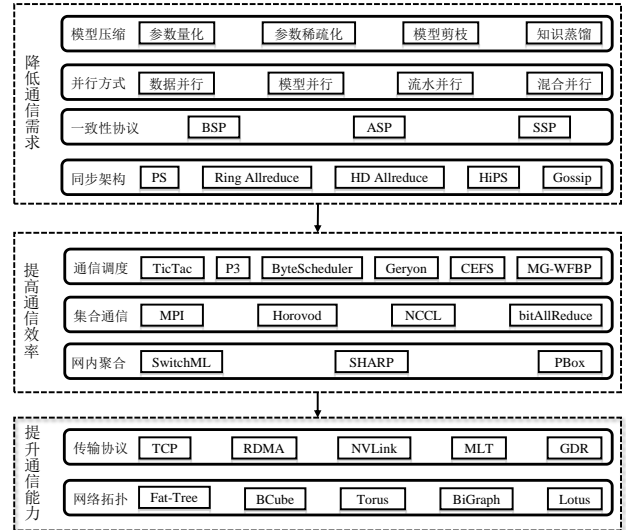 降低通信需求
模型压缩 参数量化 参数稀疏化 模型剪枝 知识蒸馏
并行方式 数据并行 模型并行 流水并行 混合并行
一致性协议 BSP ASP SSP
同步架构 PS Ring Allreduce HD Allreduce HiPS Gossip
提高通信效率
通信调度 TicTac P3 ByteScheduler Geryon CEFS MG-WFBP
集合通信 MPI Horovod NCCL bitAllReduce
网内聚合 SwitchML SHARP PBox
提升通信能力
传输协议 TCP RDMA NVLink MLT GDR
网络拓扑 Fat-Tree BCube Torus BiGraph Lotus